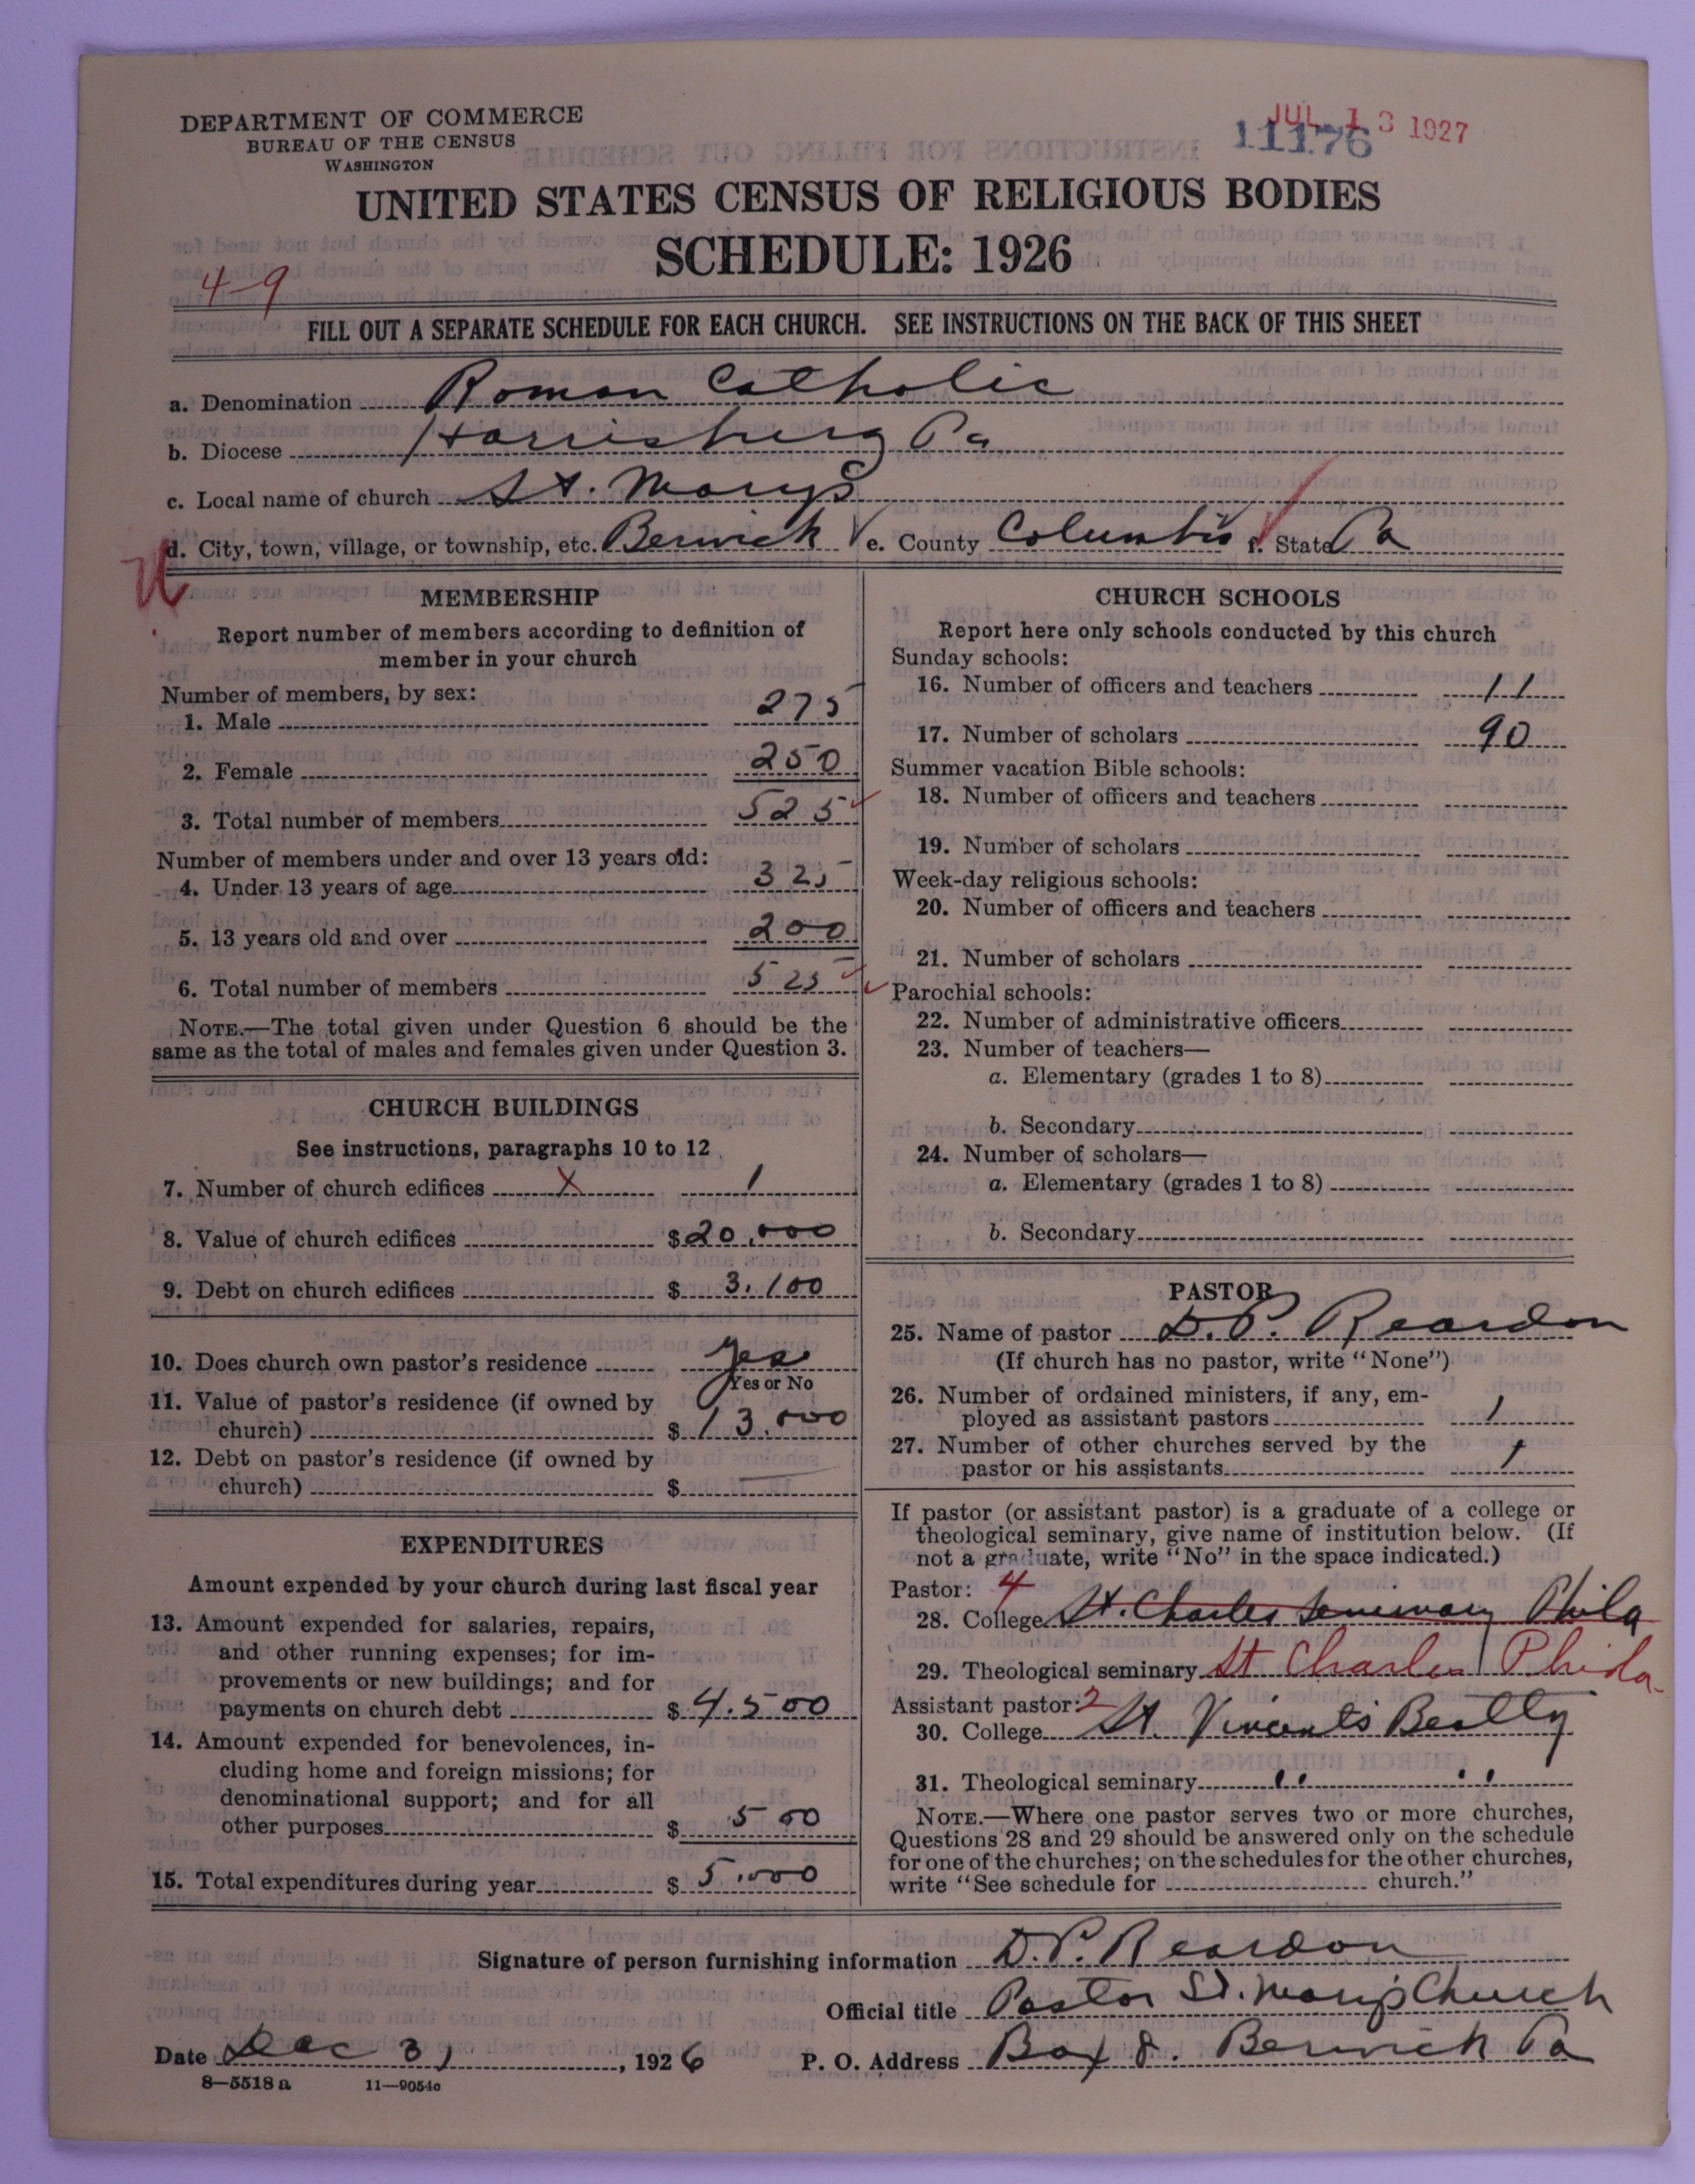 DEPARTMENT OF COMMERCE
BUREAU OF THE CENSUS
WASHINGTON
11176
JUL 13 1927
UNITED STATES CENSUS OF RELIGIOUS BODIES
SCHEDULE: 1926
4-9
FILL OUT A SEPARATE SCHEDULE FOR EACH CHURCH. SEE INSTRUCTIONS ON THE BACK OF THIS SHEET
a. Denomination Roman Catholic
b. Diocese Harrisburg Pa
c. Local name of church St. Marys
d. City, town, village, or township, etc. Berwick e. County Columbia f. State Pa
MEMBERSHIP
Report number of members according to definition of
member in your church
Number of members, by sex:
1. Male 275
2. Female 250
3. Total number of members 525
Number of members under and over 13 years old:
4. Under 13 years of age 325
5. 13 years old and over 200
6. Total number of members 525
NOTE.—The total given under Question 6 should be the
same as the total of males and females given under Question 3.
CHURCH BUILDINGS
See instructions, paragraphs 10 to 12
7. Number of church edifices X 1
8. Value of church edifices $ 20,000
9. Debt on church edifices $ 3.100
10. Does church own pastor's residence Yes
Yes or No
11. Value of pastor's residence (if owned by
church) $ 13.000
12. Debt on pastor's residence (if owned by
church) $
EXPENDITURES
Amount expended by your church during last fiscal year
13. Amount expended for salaries, repairs,
and other running expenses; for im-
provements or new buildings; and for
payments on church debt $ 4.500
14. Amount expended for benevolences, in-
cluding home and foreign missions; for
denominational support; and for all
other purposes $ 500
15. Total expenditures during year $ 5.000
CHURCH SCHOOLS
Report here only schools conducted by this church
Sunday schools:
16. Number of officers and teachers 11
17. Number of scholars 90
Summer vacation Bible schools:
18. Number of officers and teachers
19. Number of scholars
Week-day religious schools:
20. Number of officers and teachers
21. Number of scholars
Parochial schools:
22. Number of administrative officers
23. Number of teachers—
a. Elementary (grades 1 to 8)
b. Secondary
24. Number of scholars—
a. Elementary (grades 1 to 8)
b. Secondary
PASTOR
25. Name of pastor D. P. Reardon
(If church has no pastor, write "None")
26. Number of ordained ministers, if any, em-
ployed as assistant pastors 1
27. Number of other churches served by the
pastor or his assistants 1
If pastor (or assistant pastor) is a graduate of a college or
theological seminary, give name of institution below. (If
not a graduate, write "No" in the space indicated.)
Pastor: 4
28. College St. Charles Seminary Phila
29. Theological seminary St Charles Phila.
Assistant pastor: 2
30. College St. Vincents Beatty
31. Theological seminary " "
NOTE.—Where one pastor serves two or more churches,
Questions 28 and 29 should be answered only on the schedule
for one of the churches; on the schedules for the other churches,
write "See schedule for church."
Signature of person furnishing information D. P. Reardon
Official title Pastor St. Mary's Church
Date Dec 31, 1926 P. O. Address Box 8. Berwick Pa
8—5518 a 11—9054c